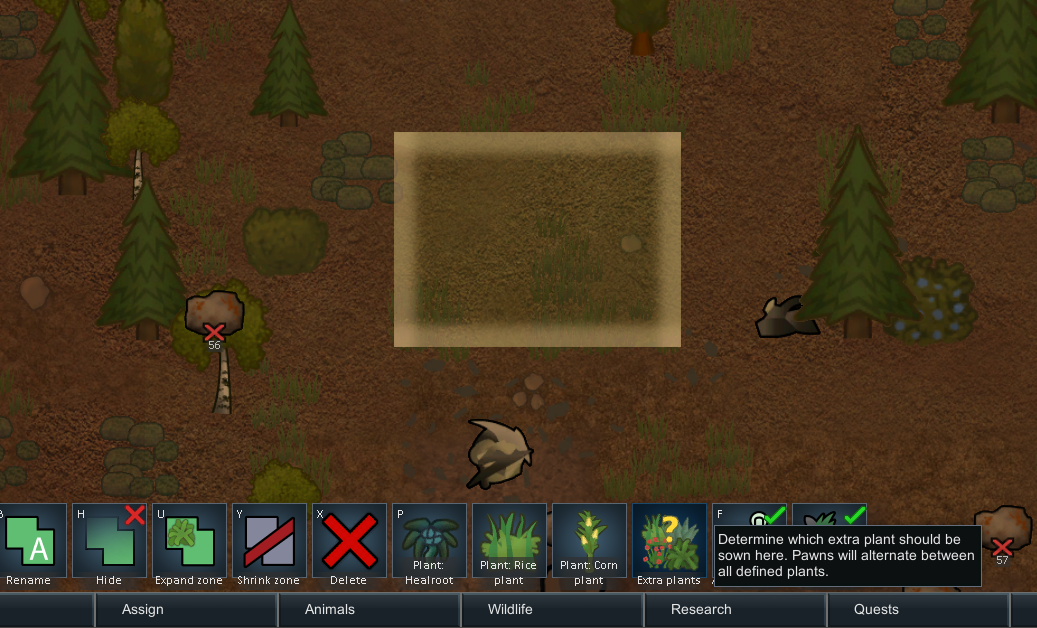 56
H
U
Y
X
P
F
A
Rename
Hide
Expand zone
Shrink zone
Delete
Plant:
Healroot
Plant: Rice
plant
Plant: Corn
plant
Extra plants
Determine which extra plant should be
sown here. Pawns will alternate between
all defined plants.
57
Assign
Animals
Wildlife
Research
Quests